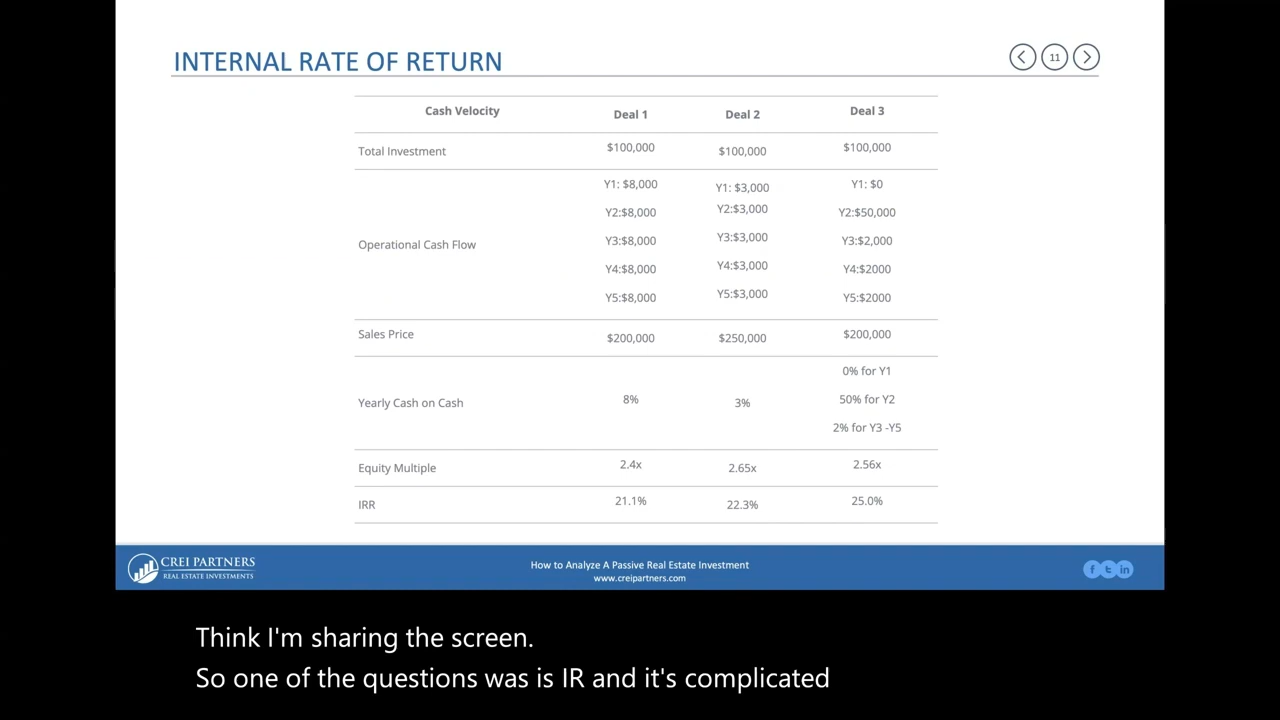 INTERNAL RATE OF RETURN
11
Cash Velocity Deal 1 Deal 2 Deal 3
Total Investment $100,000 $100,000 $100,000
Y1: $8,000 Y1: $3,000 Y1: $0
Y2:$8,000 Y2:$3,000 Y2:$50,000
Operational Cash Flow Y3:$8,000 Y3:$3,000 Y3:$2,000
Y4:$8,000 Y4:$3,000 Y4:$2000
Y5:$8,000 Y5:$3,000 Y5:$2000
Sales Price $200,000 $250,000 $200,000
0% for Y1
Yearly Cash on Cash 8% 3% 50% for Y2
2% for Y3 -Y5
Equity Multiple 2.4x 2.65x 2.56x
IRR 21.1% 22.3% 25.0%
CREI PARTNERS
REAL ESTATE INVESTMENTS
How to Analyze A Passive Real Estate Investment
www.creipartners.com
f t in
Think I'm sharing the screen.
So one of the questions was is IR and it's complicated